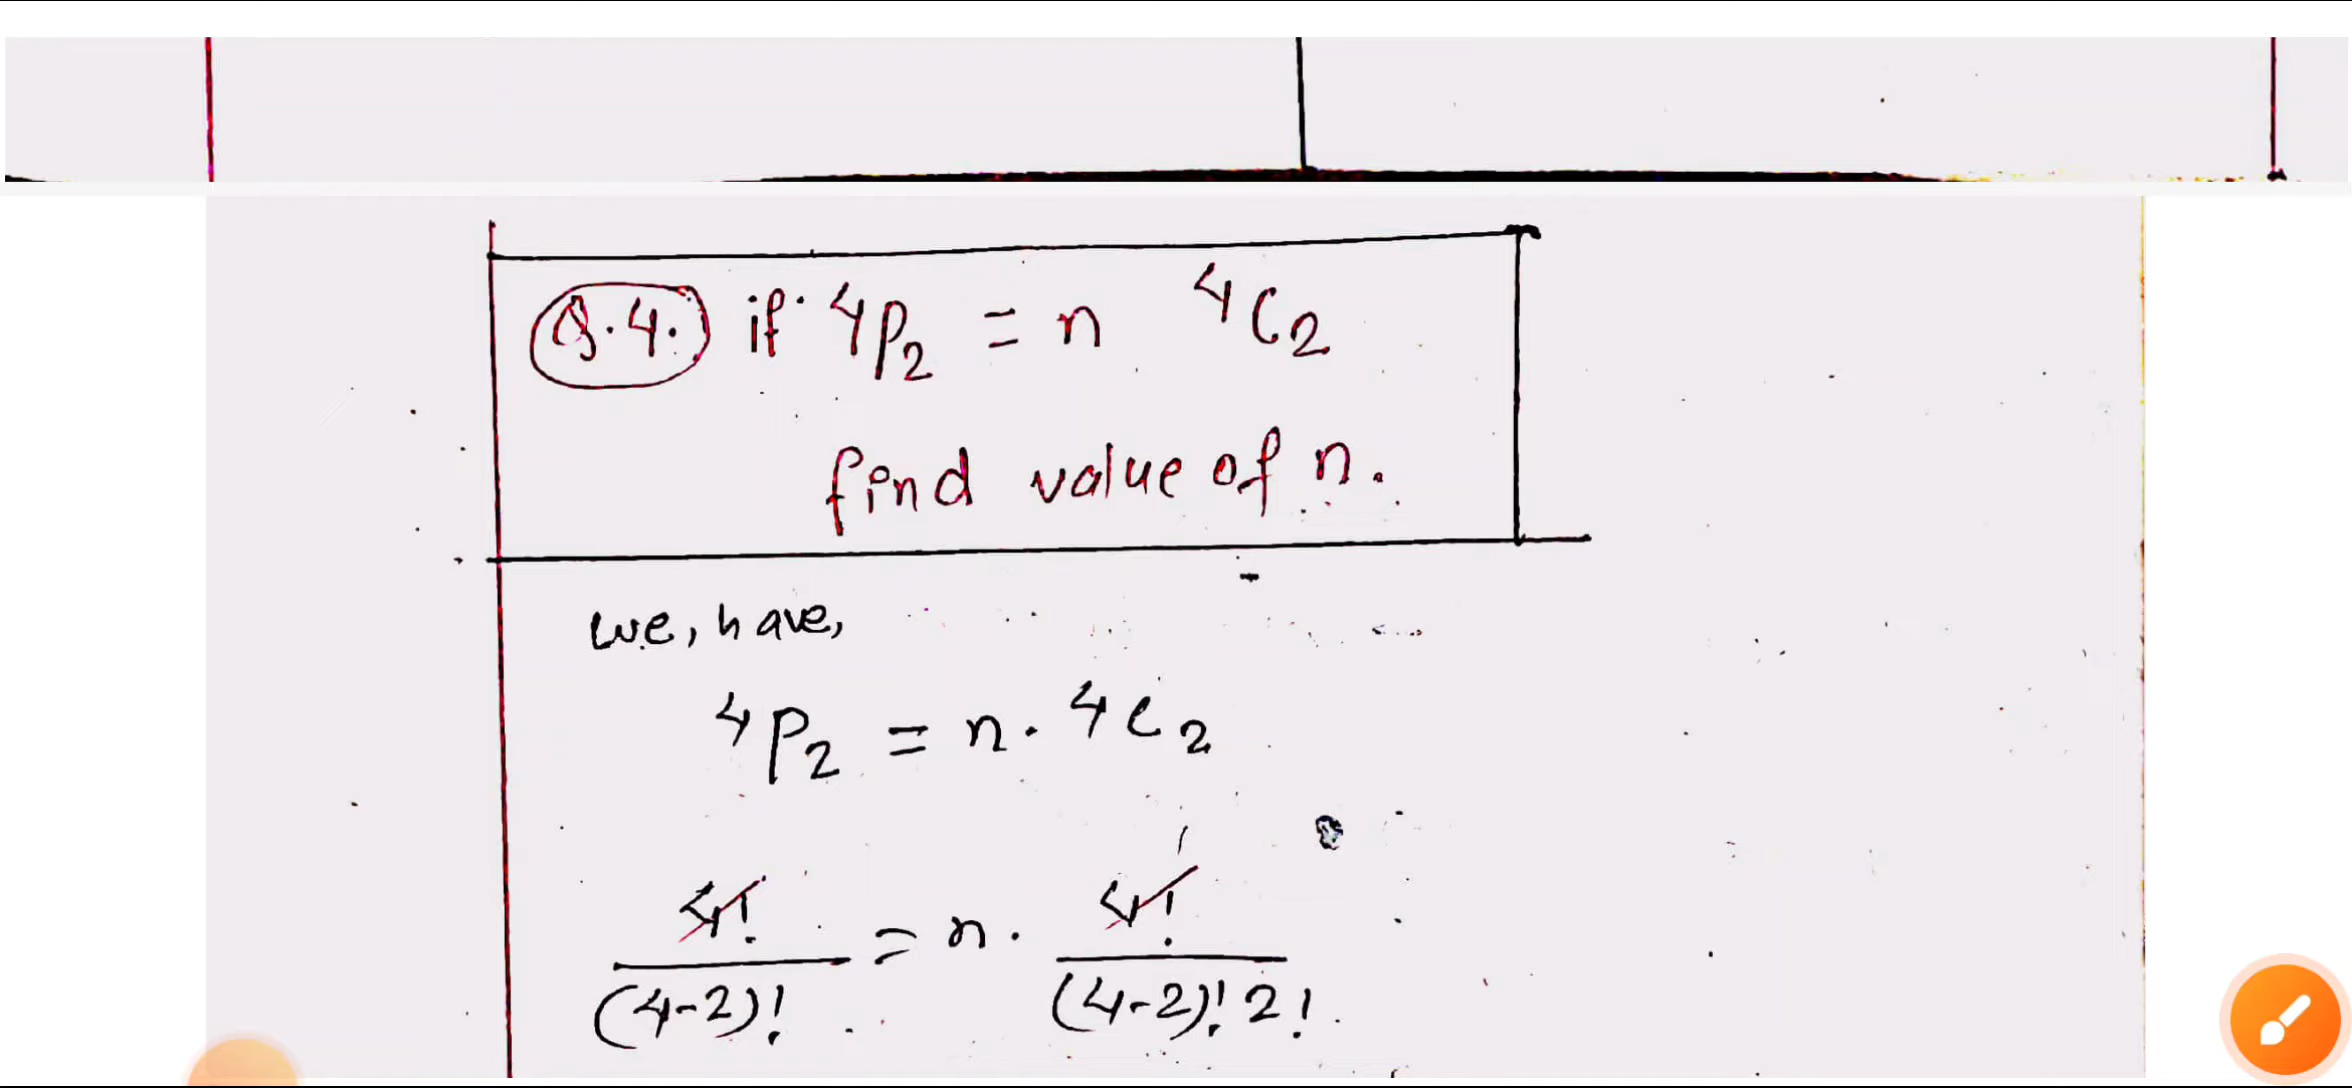 Q.4. if ⁴P₂ = n ⁴C₂
find value of n.
we, have,
⁴P₂ = n. ⁴C₂
4!/(4-2)! = n. 4!/(4-2)! 2!